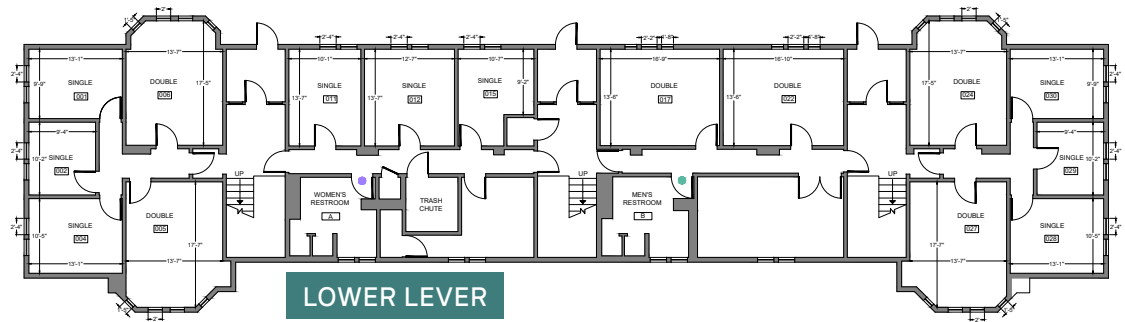 2'
2'
1'-5"
1'-5"
2'-4"
2'-4"
2'-4"
2'-2"
2'-2"
13'-1"
13'-7"
10'-1"
12'-7"
10'-7"
16'-9"
16'-10"
13'-7"
13'-1"
2'-4"
9'-9"
SINGLE
001
DOUBLE
006
17'-5"
13'-7"
SINGLE
011
13'-7"
SINGLE
012
SINGLE
015
9'-2"
13'-6"
DOUBLE
017
13'-6"
DOUBLE
022
17'-5"
DOUBLE
024
SINGLE
030
9'-9"
2'-4"
9'-4"
9'-4"
2'-4"
10'-2"
SINGLE
002
SINGLE
029
10'-2"
2'-4"
UP
UP
UP
WOMEN'S
RESTROOM
A
TRASH
CHUTE
MEN'S
RESTROOM
B
2'-4"
10'-5"
SINGLE
004
DOUBLE
005
17'-7"
13'-1"
13'-7"
17'-7"
DOUBLE
027
13'-7"
SINGLE
028
10'-5"
13'-1"
2'-4"
2'
2'
LOWER LEVER